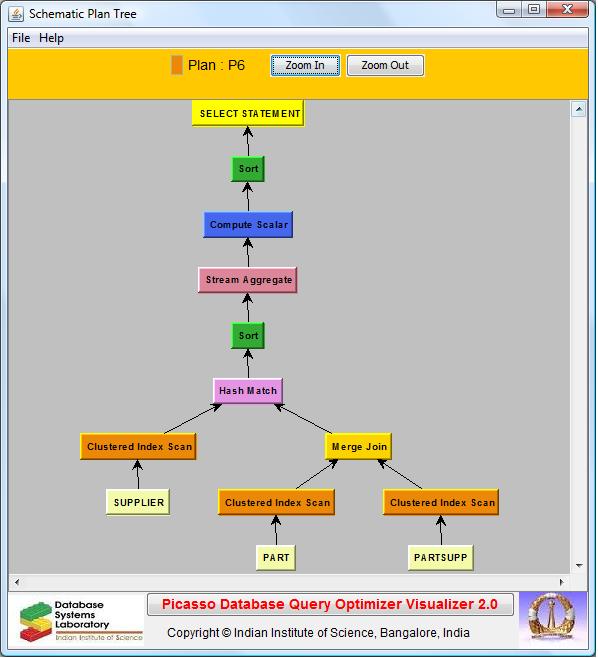 Schematic Plan Tree
File Help
Plan : P6 Zoom In Zoom Out
SELECT STATEMENT
Sort
Compute Scalar
Stream Aggregate
Sort
Hash Match
Clustered Index Scan Merge Join
SUPPLIER Clustered Index Scan Clustered Index Scan
PART PARTSUPP
Database
Systems
Laboratory
Indian Institute of Science
Picasso Database Query Optimizer Visualizer 2.0
Copyright © Indian Institute of Science, Bangalore, India